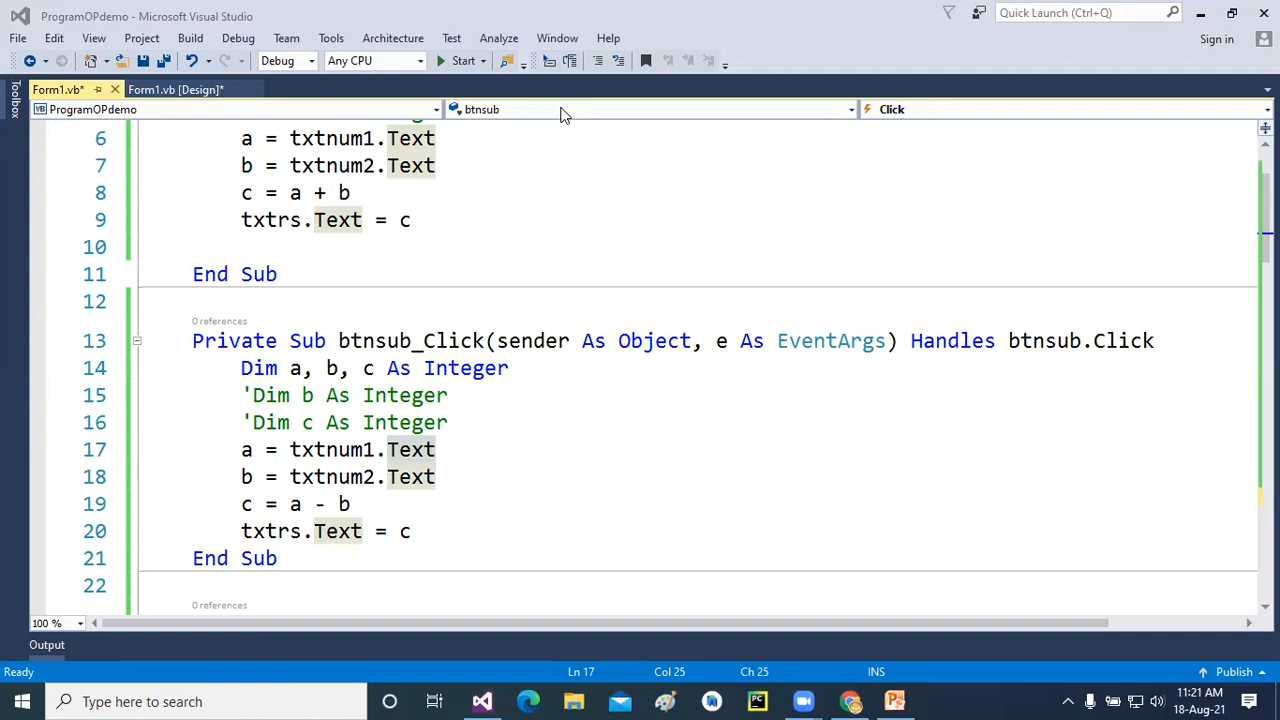 ProgramOPdemo - Microsoft Visual Studio
Quick Launch (Ctrl+Q)
File Edit View Project Build Debug Team Tools Architecture Test Analyze Window Help
Sign in
Debug Any CPU Start
Toolbox
Form1.vb* Form1.vb [Design]*
VB ProgramOPdemo btnsub Click
6 a = txtnum1.Text
7 b = txtnum2.Text
8 c = a + b
9 txtrs.Text = c
10
11 End Sub
12
0 references
13 Private Sub btnsub_Click(sender As Object, e As EventArgs) Handles btnsub.Click
14 Dim a, b, c As Integer
15 'Dim b As Integer
16 'Dim c As Integer
17 a = txtnum1.Text
18 b = txtnum2.Text
19 c = a - b
20 txtrs.Text = c
21 End Sub
22
0 references
100 %
Output
Ready Ln 17 Col 25 Ch 25 INS Publish
Type here to search
PC
11:21 AM
18-Aug-21